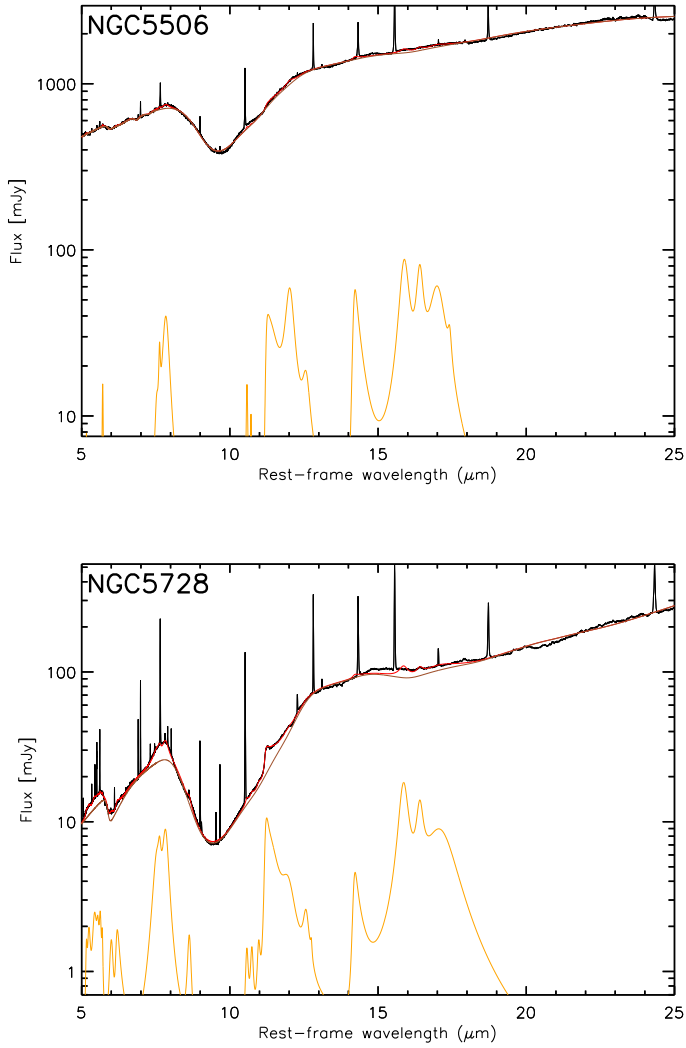 NGC5506
1000
100
10
Flux [mJy]
5 10 15 20 25
Rest-frame wavelength (μm)
NGC5728
100
10
1
Flux [mJy]
5 10 15 20 25
Rest-frame wavelength (μm)